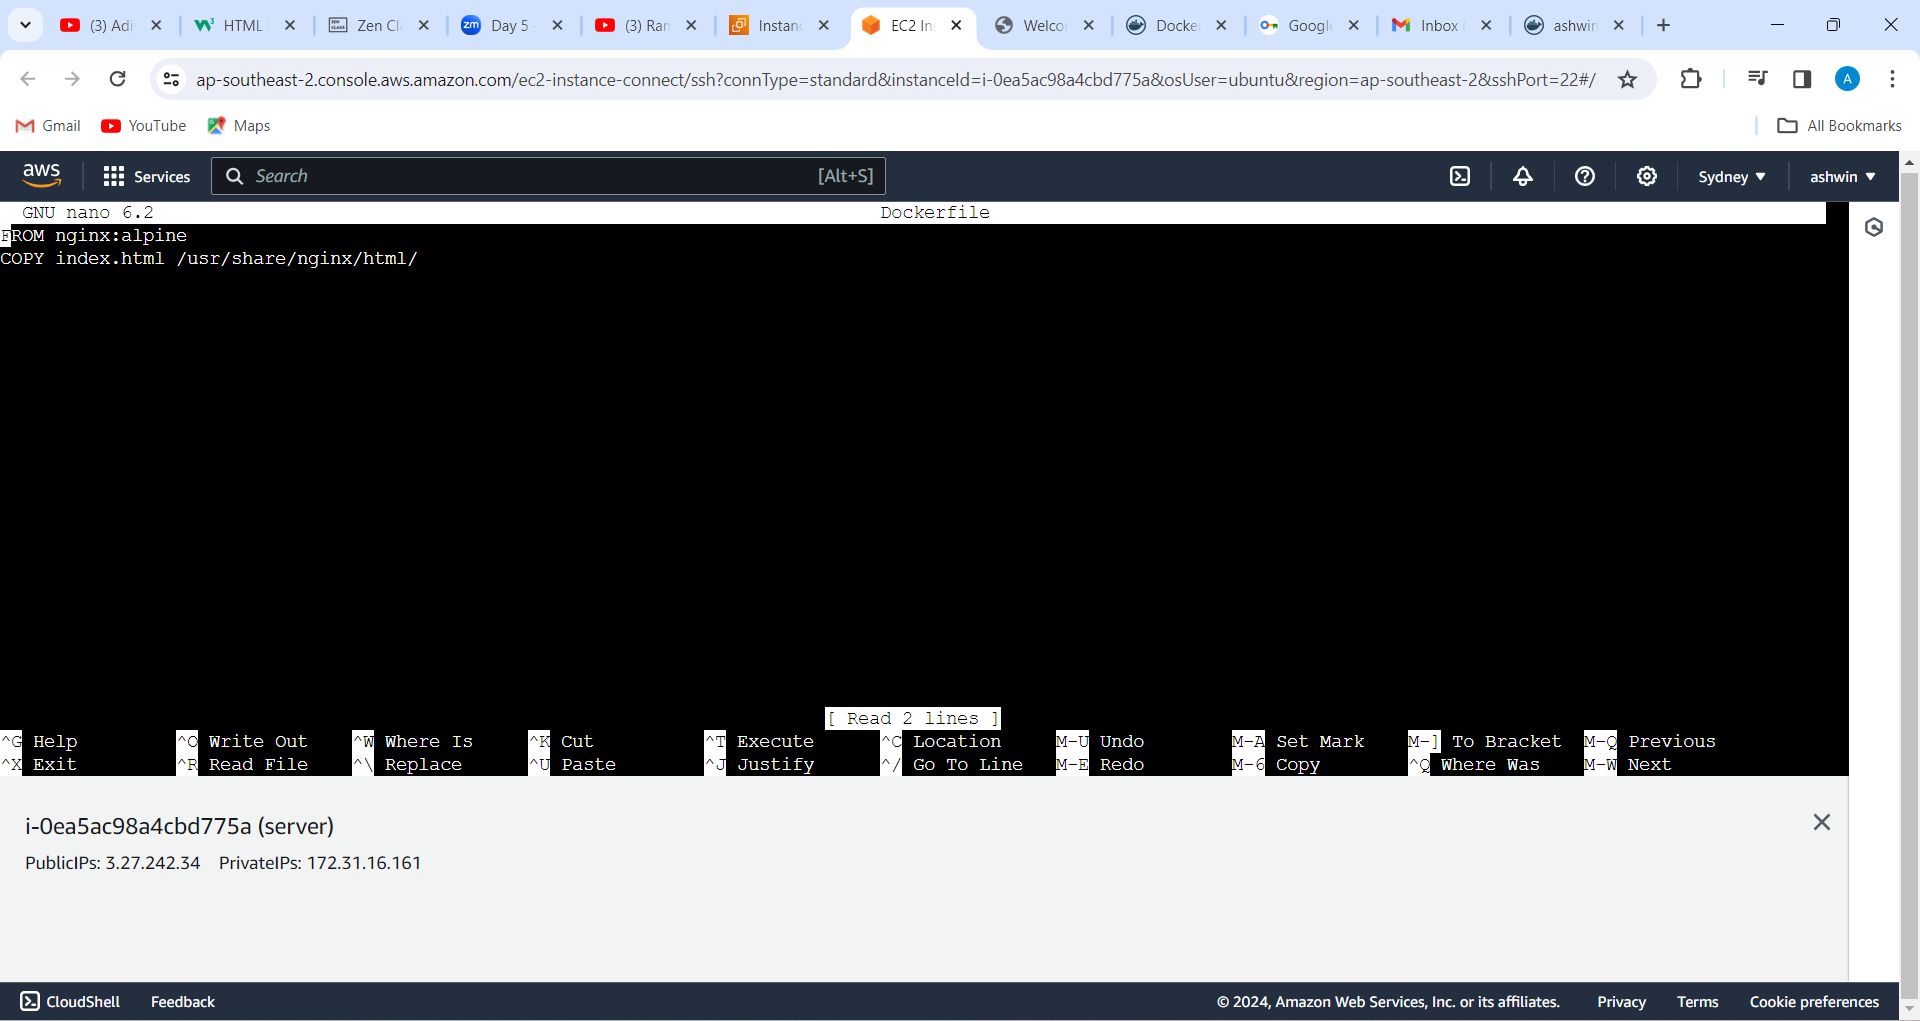 (3) Adi
HTML
Zen Cl
zm Day 5
(3) Ran
Instanc
EC2 In
Welco
Docke
Google
Inbox
ashwin
ap-southeast-2.console.aws.amazon.com/ec2-instance-connect/ssh?connType=standard&instanceId=i-0ea5ac98a4cbd775a&osUser=ubuntu&region=ap-southeast-2&sshPort=22#/
A
Gmail YouTube Maps All Bookmarks
aws Services Search [Alt+S] Sydney ashwin
GNU nano 6.2 Dockerfile
FROM nginx:alpine
COPY index.html /usr/share/nginx/html/
[ Read 2 lines ]
^G Help ^O Write Out ^W Where Is ^K Cut ^T Execute ^C Location M-U Undo M-A Set Mark M-] To Bracket M-Q Previous
^X Exit ^R Read File ^\ Replace ^U Paste ^J Justify ^/ Go To Line M-E Redo M-6 Copy ^Q Where Was M-W Next
i-0ea5ac98a4cbd775a (server)
PublicIPs: 3.27.242.34 PrivateIPs: 172.31.16.161
CloudShell Feedback © 2024, Amazon Web Services, Inc. or its affiliates. Privacy Terms Cookie preferences